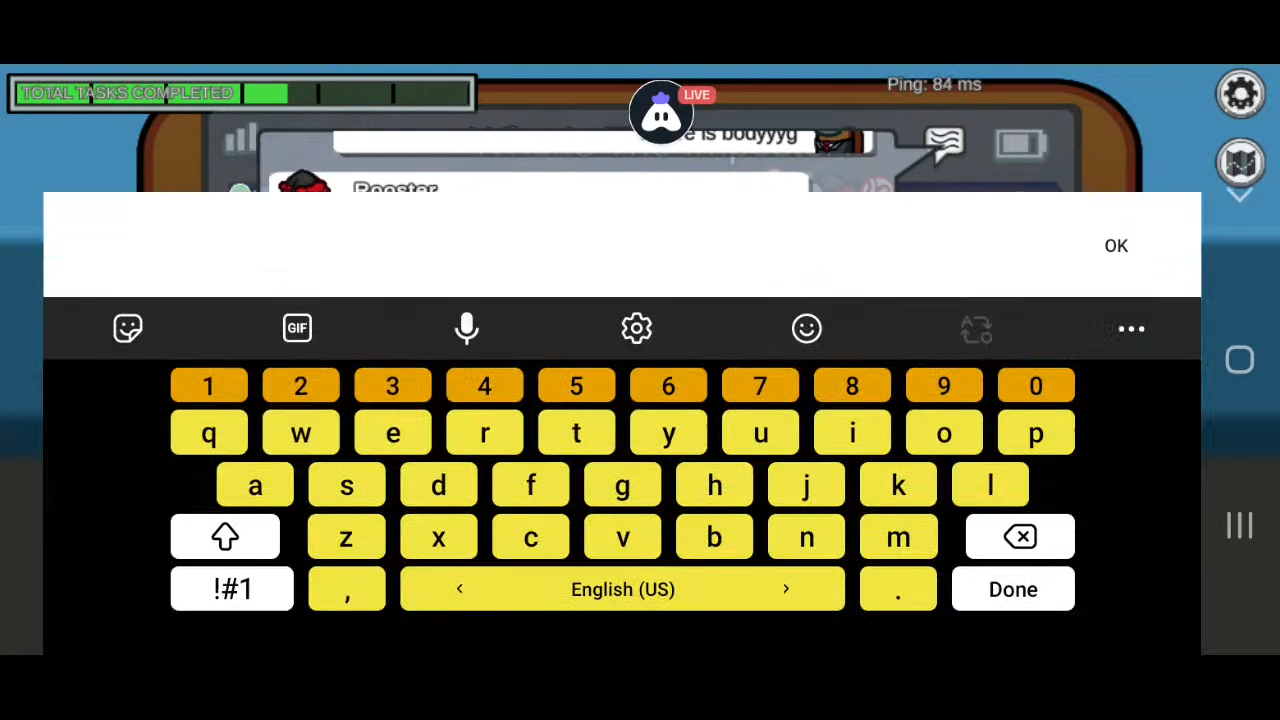 TOTAL TASKS COMPLETED
Ping: 84 ms
LIVE
e is bodyyyg
Rooster
OK
GIF
1 2 3 4 5 6 7 8 9 0
q w e r t y u i o p
a s d f g h j k l
z x c v b n m
!#1 , < English (US) > . Done